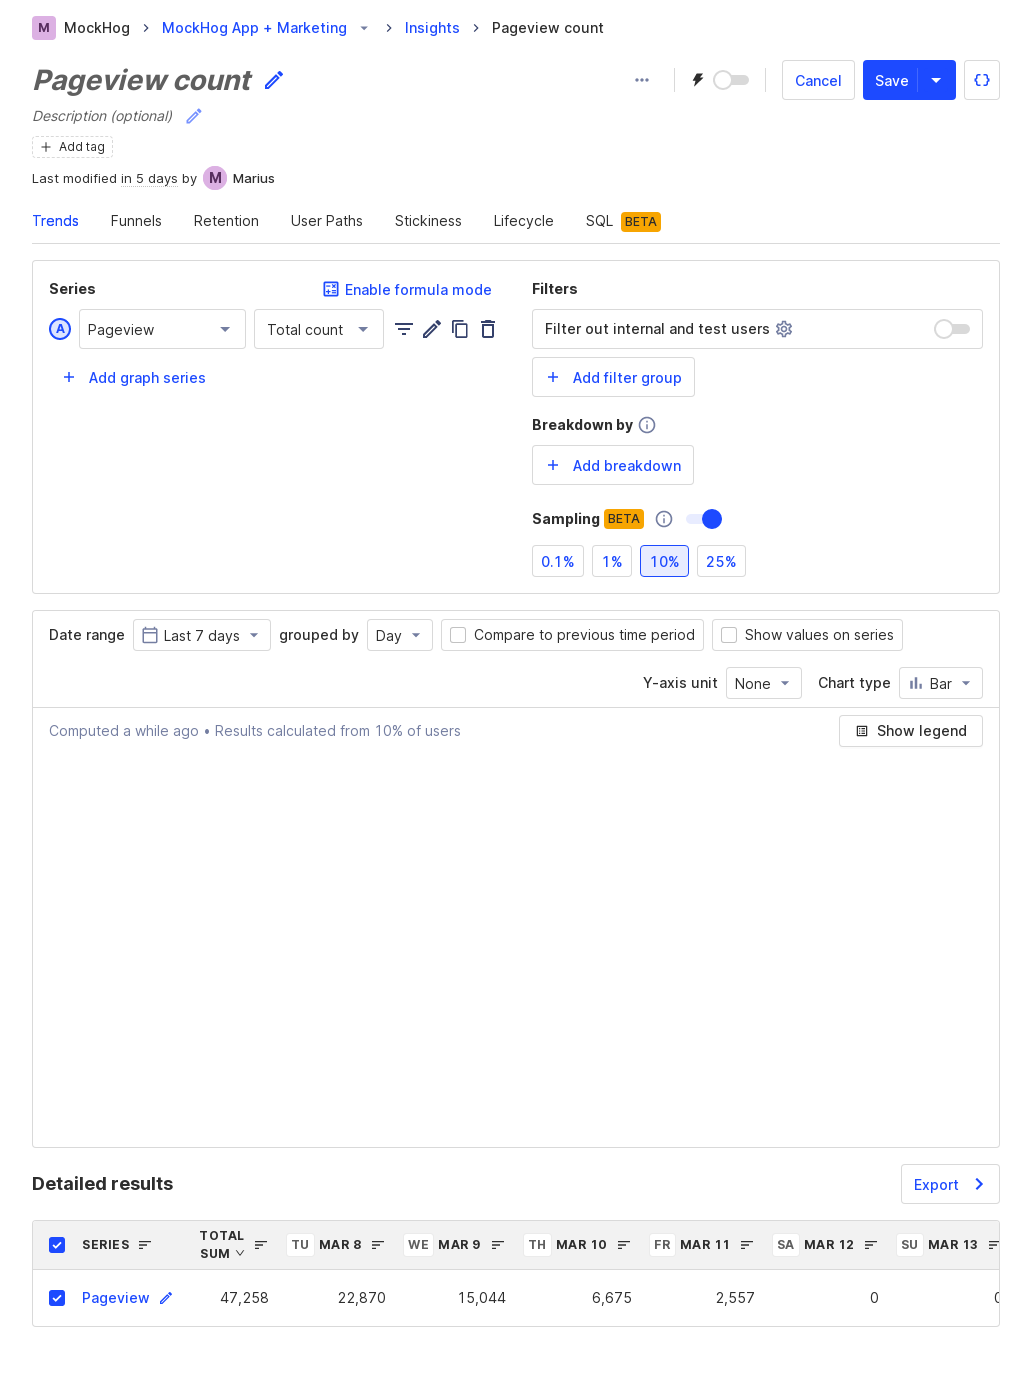 M MockHog > MockHog App + Marketing > Insights > Pageview count
Pageview count
Cancel Save
Description (optional)
Add tag
Last modified in 5 days by M Marius
Trends Funnels Retention User Paths Stickiness Lifecycle SQL BETA
Series Enable formula mode
A Pageview Total count
Add graph series
Filters
Filter out internal and test users
Add filter group
Breakdown by
Add breakdown
Sampling BETA
0.1% 1% 10% 25%
Date range Last 7 days grouped by Day Compare to previous time period Show values on series
Y-axis unit None Chart type Bar
Computed a while ago • Results calculated from 10% of users Show legend
Detailed results Export
SERIES TOTAL SUM TU MAR 8 WE MAR 9 TH MAR 10 FR MAR 11 SA MAR 12 SU MAR 13
Pageview 47,258 22,870 15,044 6,675 2,557 0 0